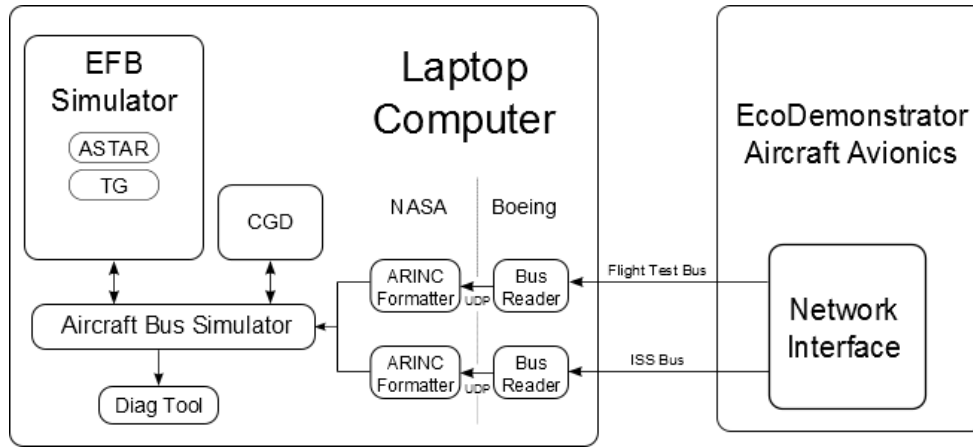 EFB
Simulator
ASTAR
TG
Laptop
Computer
CGD
NASA
Boeing
ARINC
Formatter
UDP
Bus
Reader
Flight Test Bus
Aircraft Bus Simulator
ARINC
Formatter
UDP
Bus
Reader
ISS Bus
Diag Tool
EcoDemonstrator
Aircraft Avionics
Network
Interface